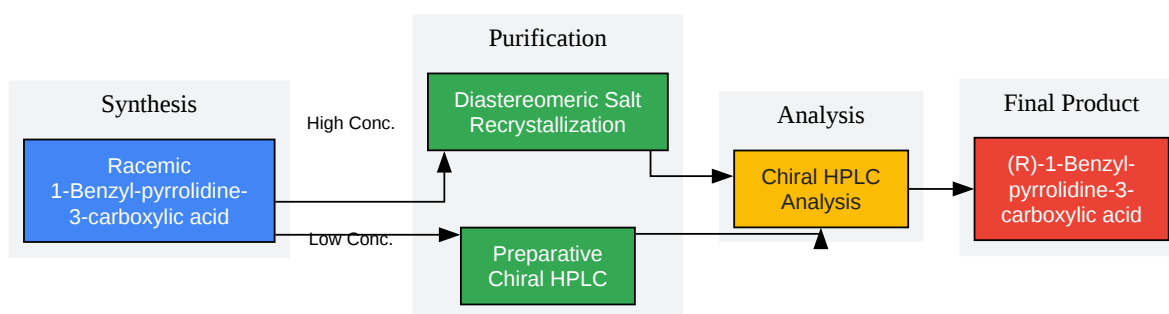 Synthesis
Racemic
1-Benzyl-pyrrolidine-
3-carboxylic acid
High Conc.
Low Conc.
Purification
Diastereomeric Salt
Recrystallization
Preparative
Chiral HPLC
Analysis
Chiral HPLC
Analysis
Final Product
(R)-1-Benzyl-
pyrrolidine-3-
carboxylic acid